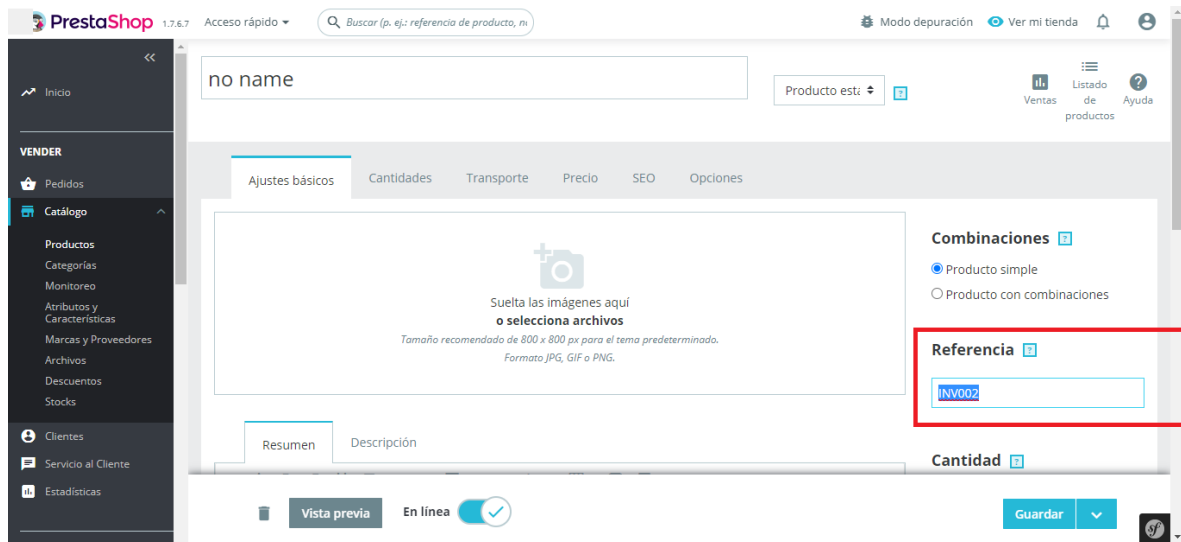 PrestaShop 1.7.6.7 Acceso rápido Buscar (p. ej.: referencia de producto, n Modo depuración Ver mi tienda
Inicio
VENDER
Pedidos
Catálogo
Productos
Categorías
Monitoreo
Atributos y
Características
Marcas y Proveedores
Archivos
Descuentos
Stocks
Clientes
Servicio al Cliente
Estadísticas
no name
Producto está
Ventas
Listado
de
productos
Ayuda
Ajustes básicos Cantidades Transporte Precio SEO Opciones
Suelta las imágenes aquí
o selecciona archivos
Tamaño recomendado de 800 x 800 px para el tema predeterminado.
Formato JPG, GIF o PNG.
Combinaciones ?
Producto simple
Producto con combinaciones
Referencia ?
INV002
Cantidad ?
Resumen Descripción
Vista previa En línea Guardar